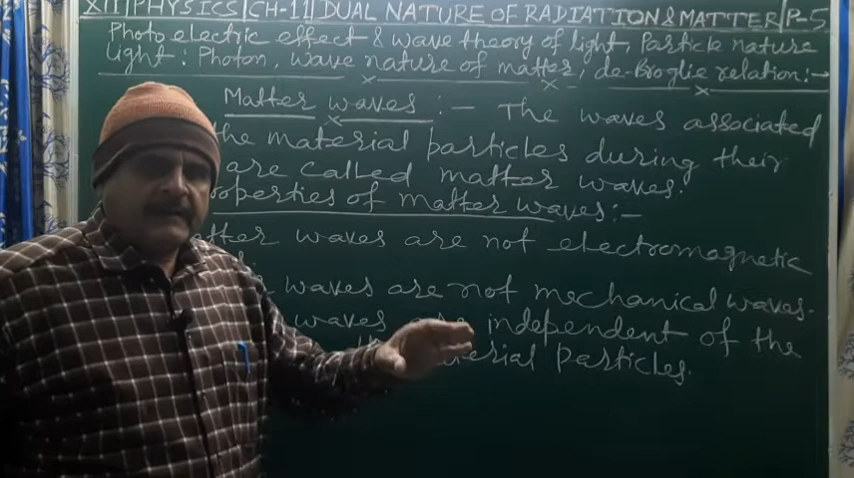 XII|PHYSICS|CH-11|DUAL NATURE OF RADIATION & MATTER|P-5
Photo electric effect & wave theory of light, Particle nature
light: Photon, wave nature of matter, de-Broglie relation:-
Matter waves :- The waves associated
the material particles during their
are called matter waves.
operties of matter waves:-
tter waves are not electromagnetic
waves are not mechanical waves.
waves are independent of the
erial particles.